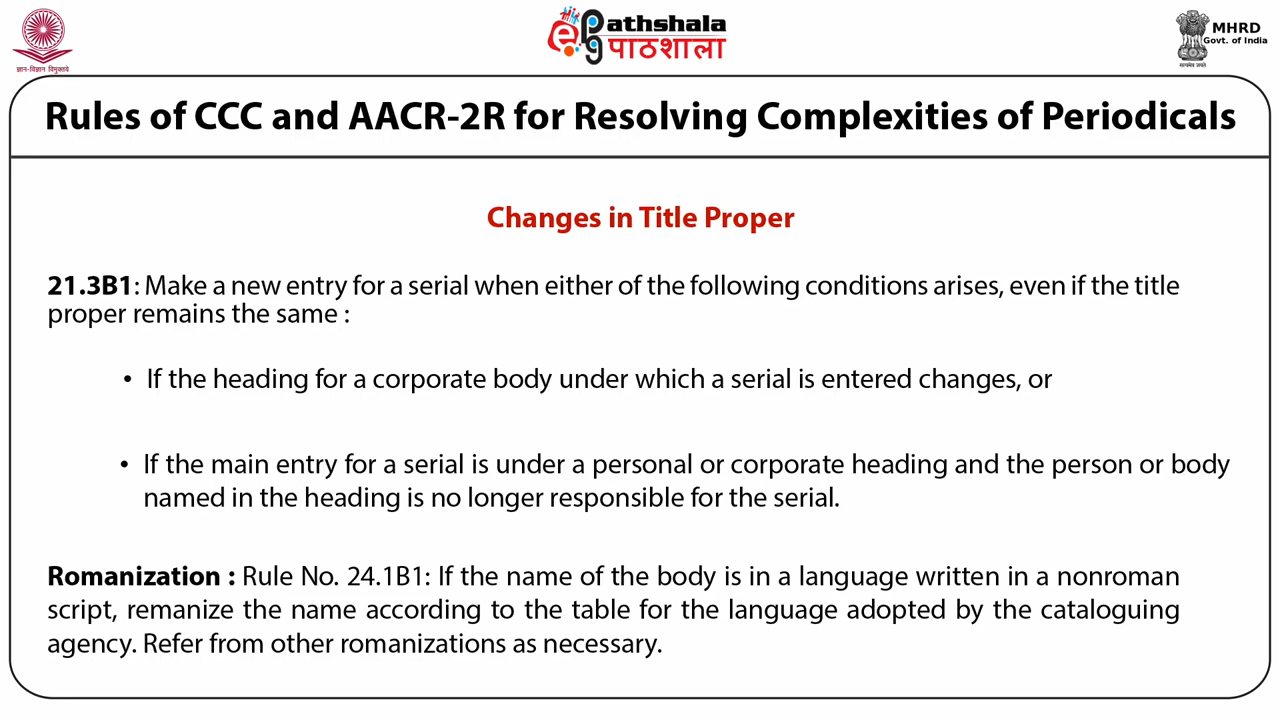 ज्ञान-विज्ञान विमुक्तये
epg athshala
पाठशाला
MHRD
Govt. of India
सत्यमेव जयते
Rules of CCC and AACR-2R for Resolving Complexities of Periodicals
Changes in Title Proper
21.3B1: Make a new entry for a serial when either of the following conditions arises, even if the title
proper remains the same :
• If the heading for a corporate body under which a serial is entered changes, or
• If the main entry for a serial is under a personal or corporate heading and the person or body
named in the heading is no longer responsible for the serial.
Romanization : Rule No. 24.1B1: If the name of the body is in a language written in a nonroman
script, remanize the name according to the table for the language adopted by the cataloguing
agency. Refer from other romanizations as necessary.